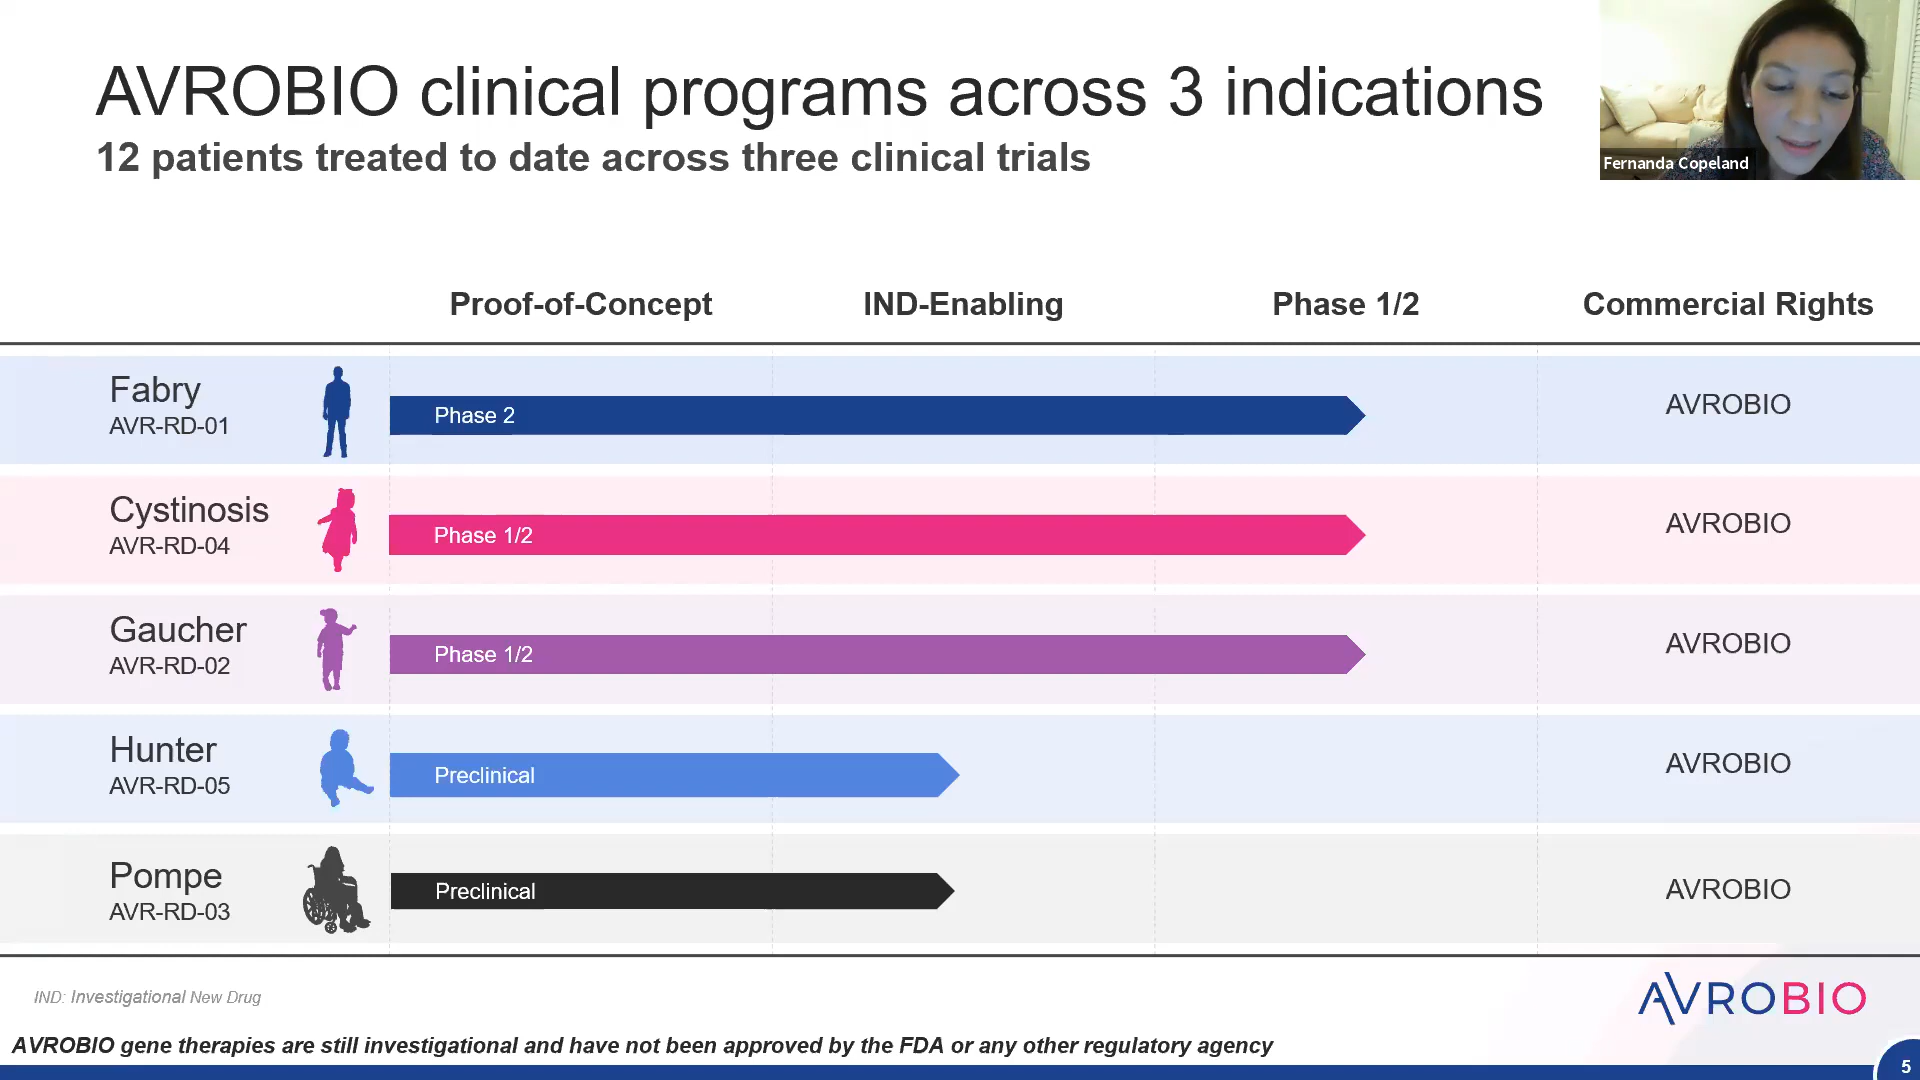 AVROBIO clinical programs across 3 indications
12 patients treated to date across three clinical trials
Fernanda Copeland
Proof-of-Concept IND-Enabling Phase 1/2 Commercial Rights
Fabry
AVR-RD-01
Phase 2
AVROBIO
Cystinosis
AVR-RD-04
Phase 1/2
AVROBIO
Gaucher
AVR-RD-02
Phase 1/2
AVROBIO
Hunter
AVR-RD-05
Preclinical
AVROBIO
Pompe
AVR-RD-03
Preclinical
AVROBIO
IND: Investigational New Drug
AVROBIO
AVROBIO gene therapies are still investigational and have not been approved by the FDA or any other regulatory agency
5